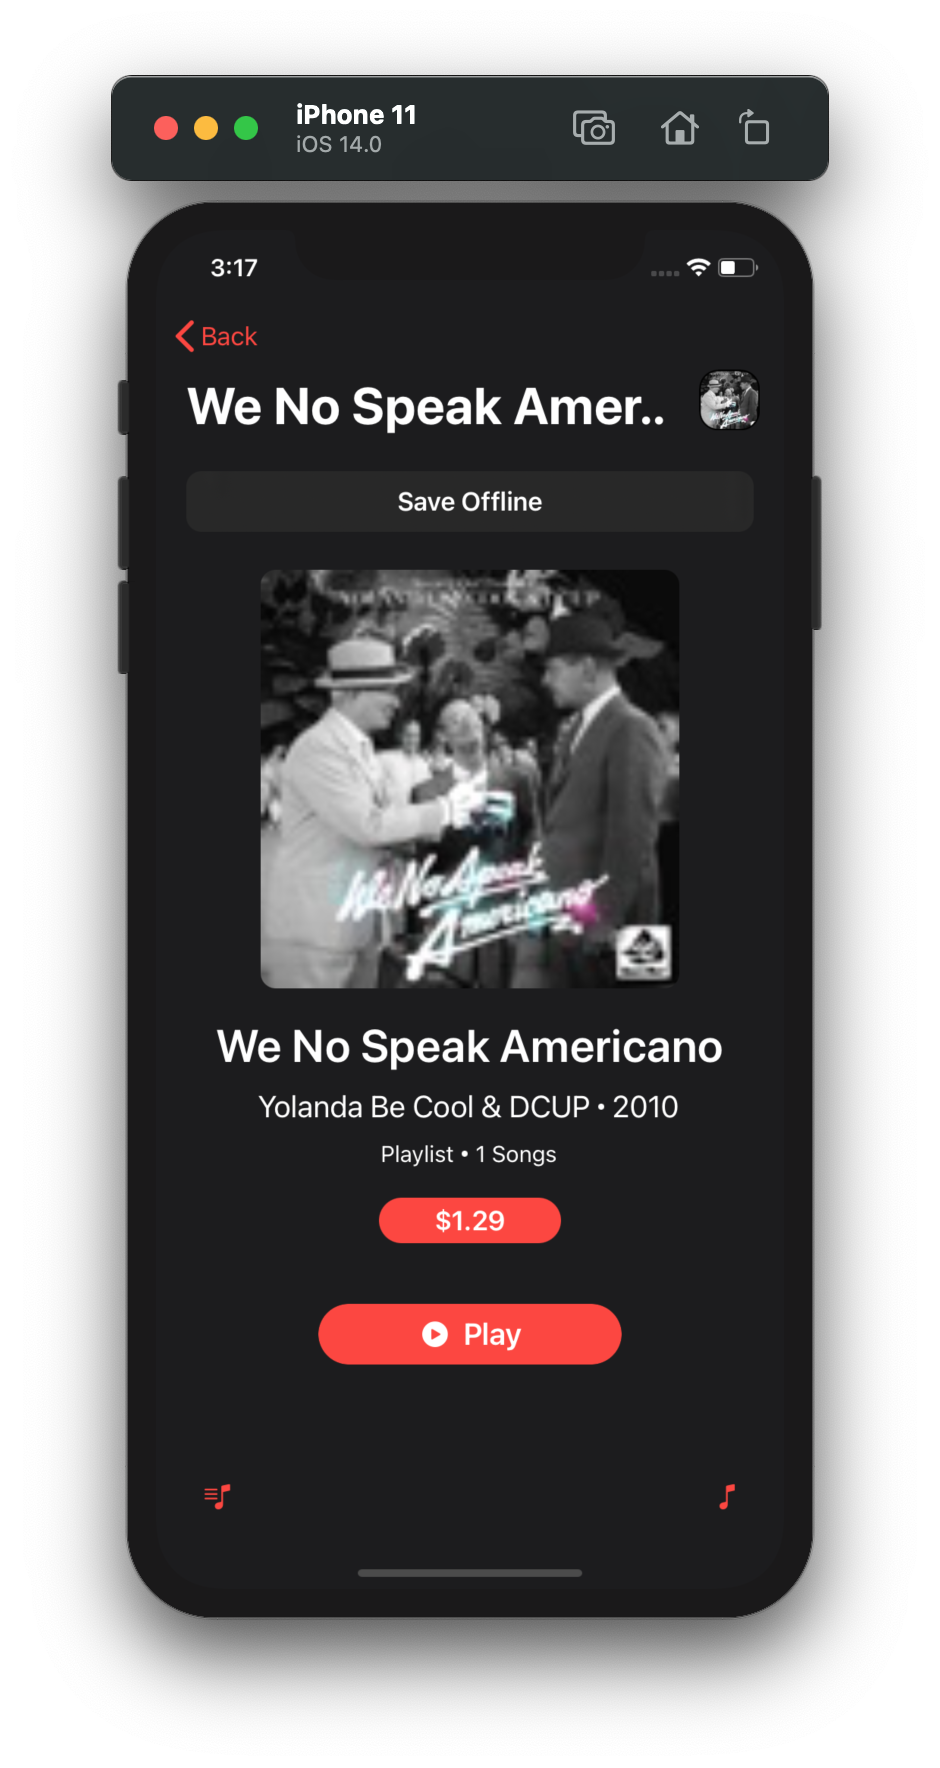 iPhone 11
iOS 14.0
3:17
Back
We No Speak Amer..
Save Offline
We No Speak
Americano
We No Speak Americano
Yolanda Be Cool & DCUP • 2010
Playlist • 1 Songs
$1.29
Play